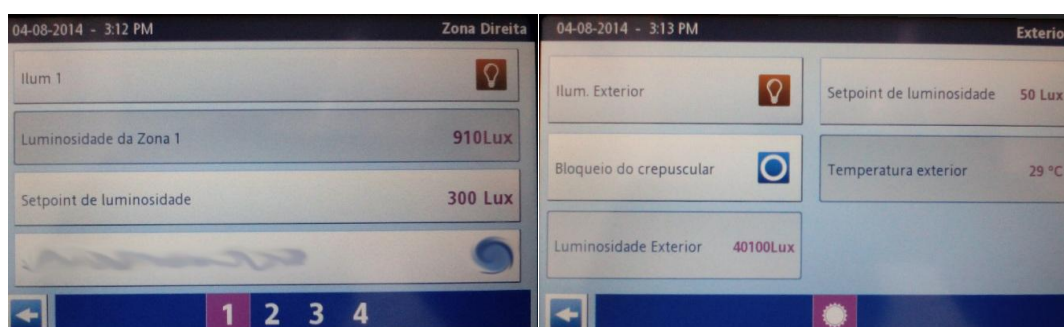 04-08-2014 - 3:12 PM Zona Direita
Ilum 1
Luminosidade da Zona 1 910Lux
Setpoint de luminosidade 300 Lux
1 2 3 4
04-08-2014 - 3:13 PM Exterio
Ilum. Exterior
Setpoint de luminosidade 50 Lux
Bloqueio do crepuscular
Temperatura exterior 29 °C
Luminosidade Exterior 40100Lux